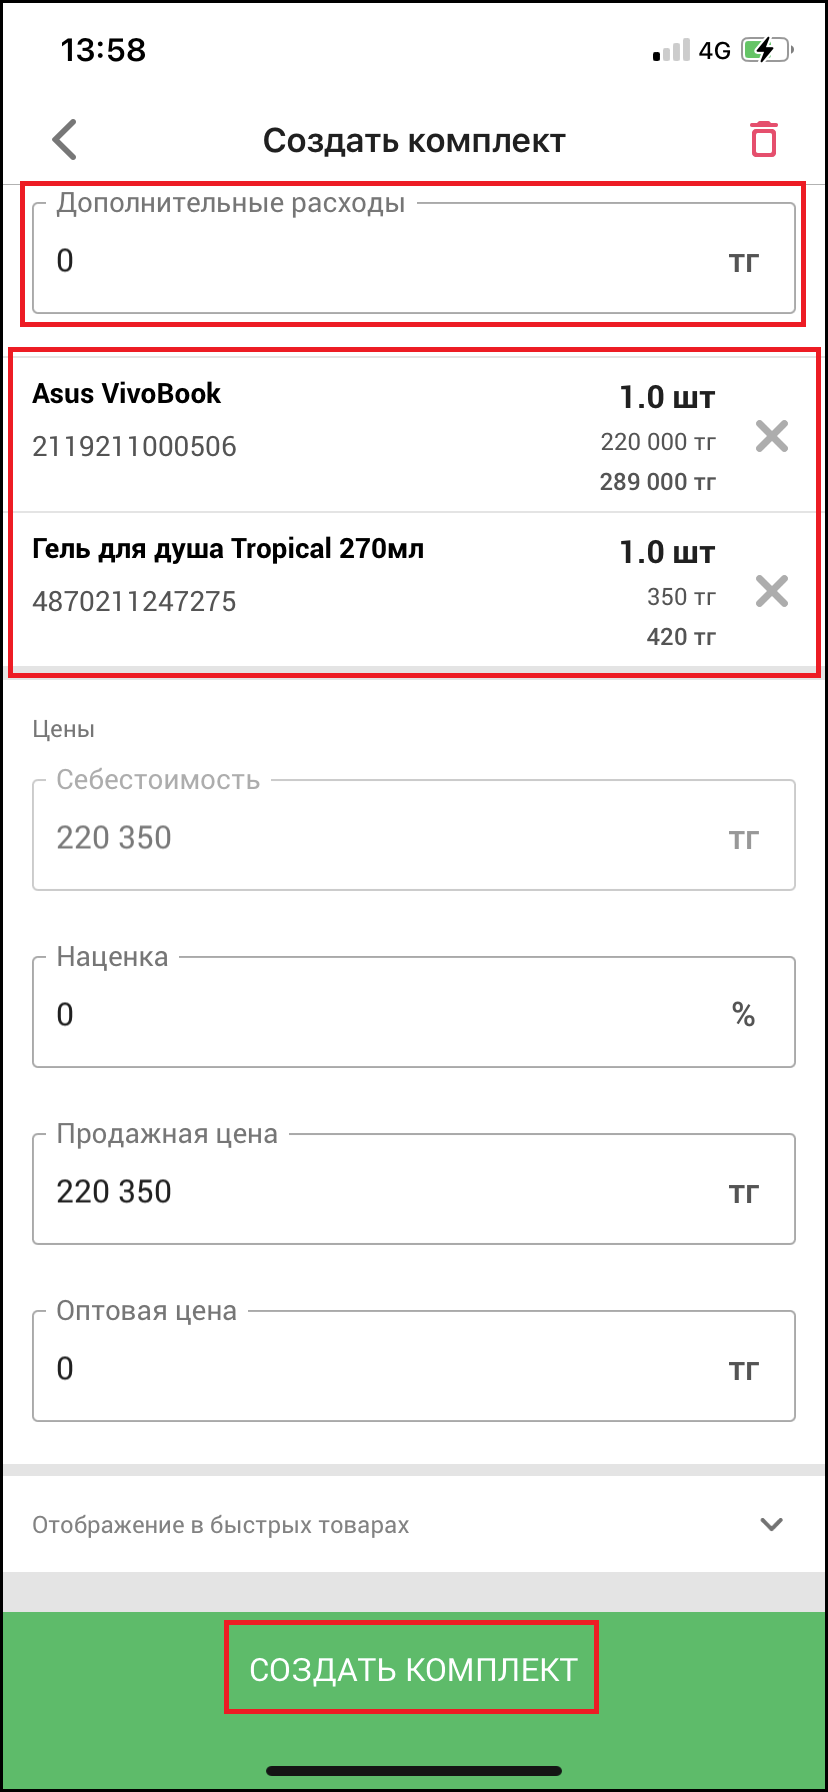 13:58 4G
Создать комплект
Дополнительные расходы
0 тг
Asus VivoBook 1.0 шт
2119211000506 220 000 тг
289 000 тг
Гель для душа Tropical 270мл 1.0 шт
4870211247275 350 тг
420 тг
Цены
Себестоимость
220 350 тг
Наценка
0 %
Продажная цена
220 350 тг
Оптовая цена
0 тг
Отображение в быстрых товарах
СОЗДАТЬ КОМПЛЕКТ